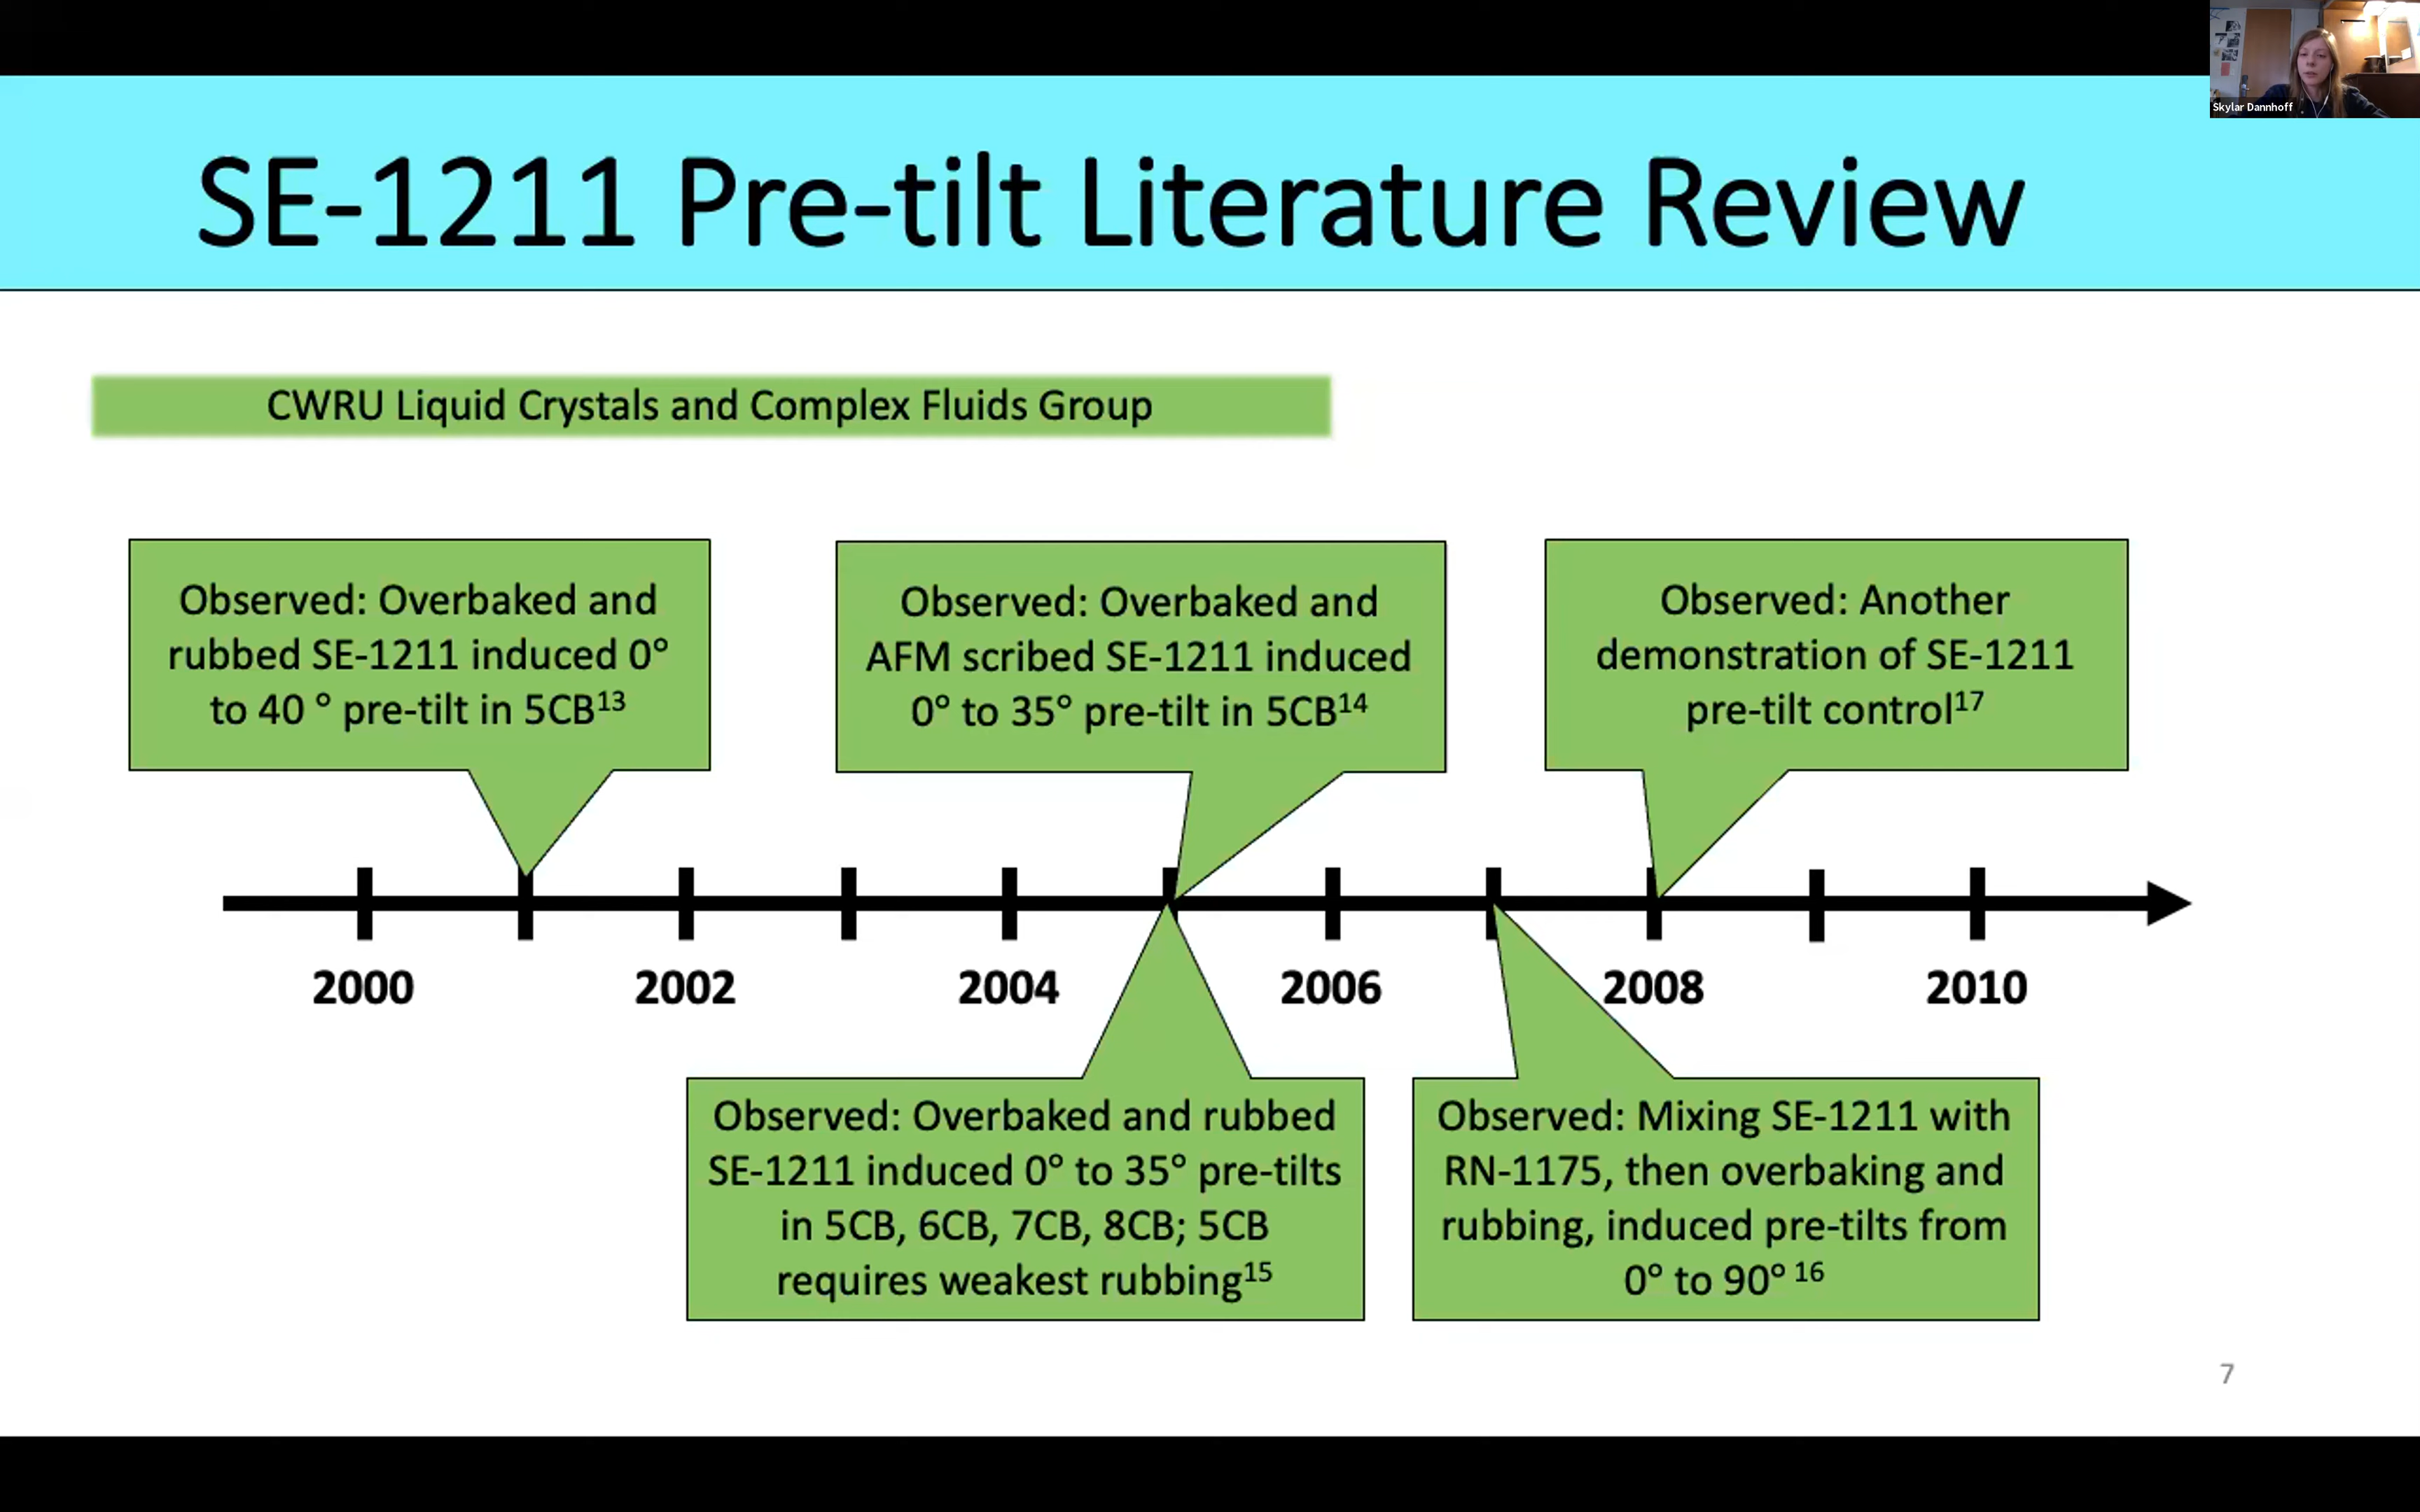 Skylar Dannhoff
SE-1211 Pre-tilt Literature Review
CWRU Liquid Crystals and Complex Fluids Group
Observed: Overbaked and
rubbed SE-1211 induced 0°
to 40 ° pre-tilt in 5CB¹³
Observed: Overbaked and
AFM scribed SE-1211 induced
0° to 35° pre-tilt in 5CB¹⁴
Observed: Another
demonstration of SE-1211
pre-tilt control¹⁷
2000
2002
2004
2006
2008
2010
Observed: Overbaked and rubbed
SE-1211 induced 0° to 35° pre-tilts
in 5CB, 6CB, 7CB, 8CB; 5CB
requires weakest rubbing¹⁵
Observed: Mixing SE-1211 with
RN-1175, then overbaking and
rubbing, induced pre-tilts from
0° to 90° ¹⁶
7